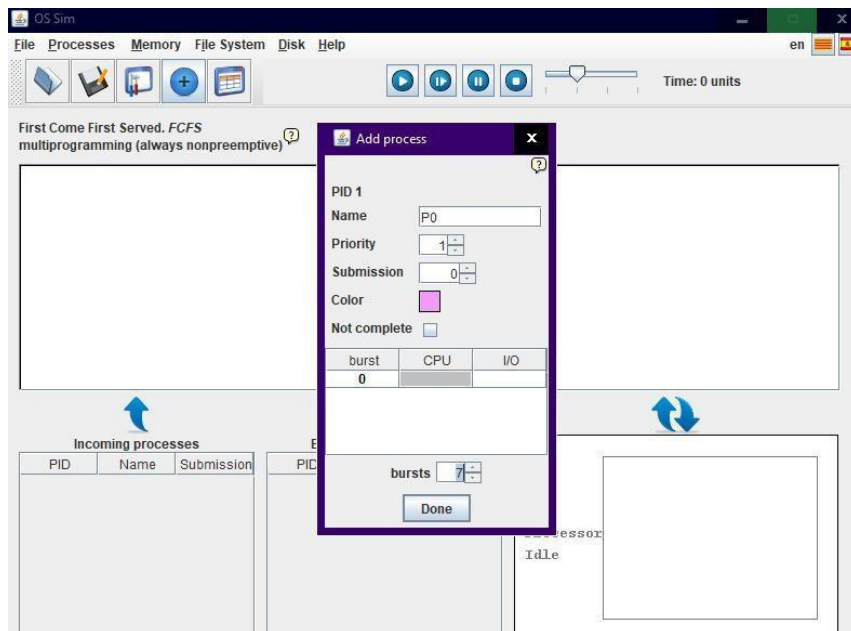 OS Sim
File Processes Memory File System Disk Help en
Time: 0 units
First Come First Served. FCFS
multiprogramming (always nonpreemptive)
Add process
PID 1
Name P0
Priority 1
Submission 0
Color
Not complete
burst CPU I/O
0
bursts 7
Done
Incoming processes
PID Name Submission
PID
Idle